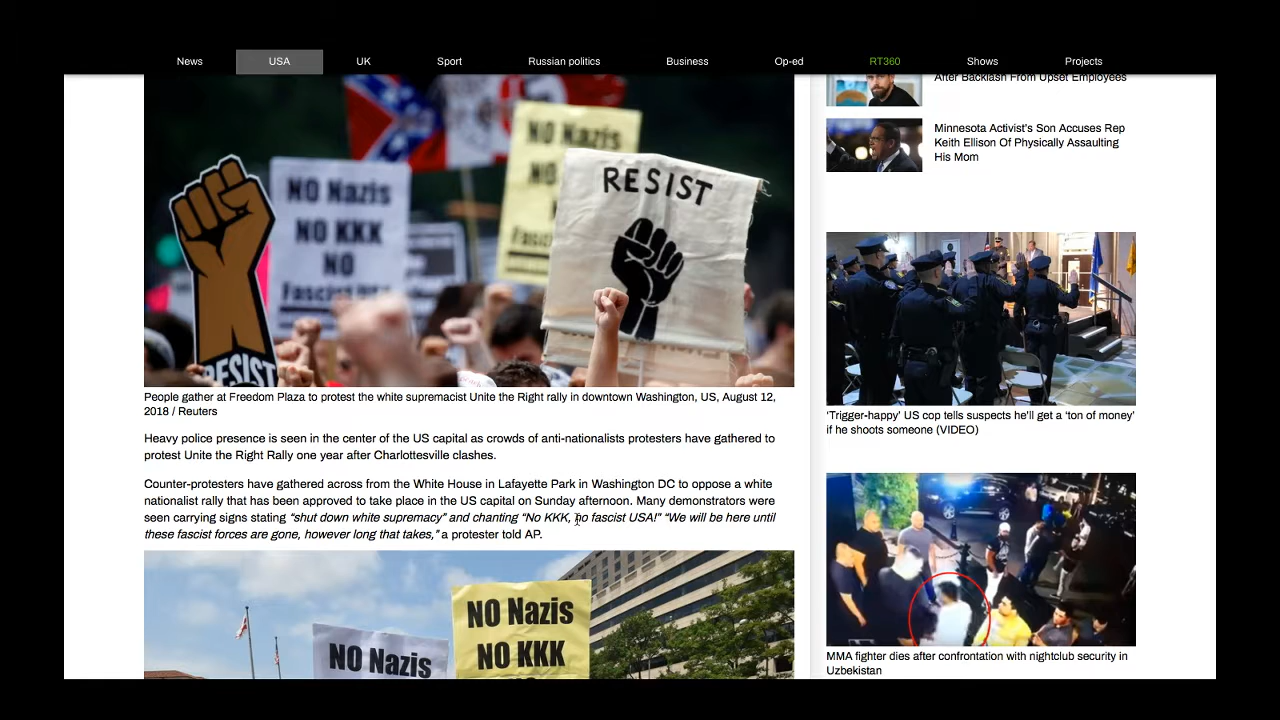 News
USA
UK
Sport
Russian politics
Business
Op-ed
RT360
Shows
Projects
NO Nazis
NO KKK
NO
Fascist
NO Nazis
NO
RESIST
RESIST
People gather at Freedom Plaza to protest the white supremacist Unite the Right rally in downtown Washington, US, August 12,
2018 / Reuters
Heavy police presence is seen in the center of the US capital as crowds of anti-nationalists protesters have gathered to
protest Unite the Right Rally one year after Charlottesville clashes.
Counter-protesters have gathered across from the White House in Lafayette Park in Washington DC to oppose a white
nationalist rally that has been approved to take place in the US capital on Sunday afternoon. Many demonstrators were
seen carrying signs stating “shut down white supremacy” and chanting “No KKK, no fascist USA!” “We will be here until
these fascist forces are gone, however long that takes,” a protester told AP.
NO Nazis
NO Nazis
NO KKK
After Backlash From Upset Employees
Minnesota Activist's Son Accuses Rep
Keith Ellison Of Physically Assaulting
His Mom
‘Trigger-happy’ US cop tells suspects he’ll get a ‘ton of money’
if he shoots someone (VIDEO)
MMA fighter dies after confrontation with nightclub security in
Uzbekistan